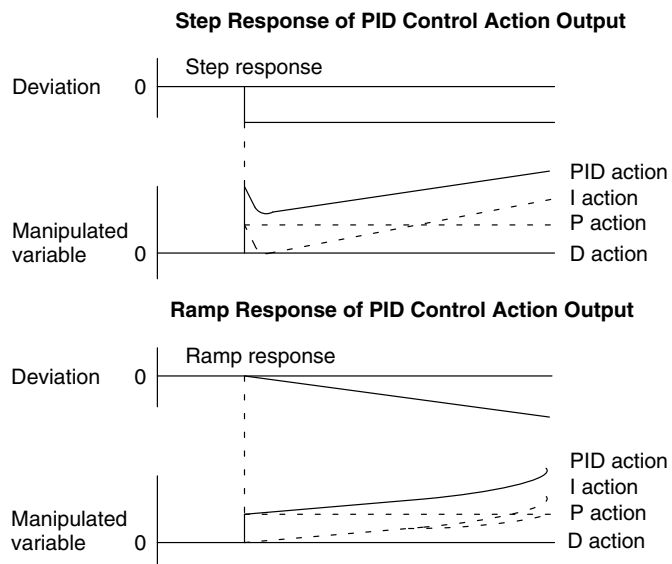 Step Response of PID Control Action Output
Step response
Deviation 0
PID action
I action
P action
Manipulated
variable 0
D action
Ramp Response of PID Control Action Output
Ramp response
Deviation 0
PID action
I action
P action
Manipulated
variable 0
D action